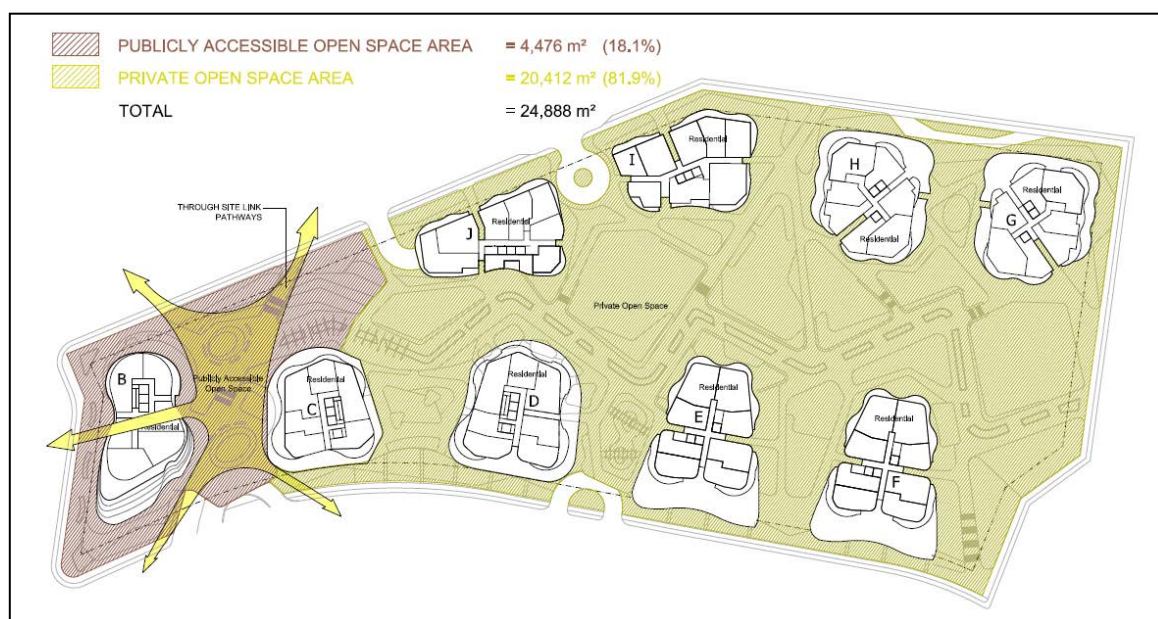 PUBLICLY ACCESSIBLE OPEN SPACE AREA = 4,476 m² (18.1%)
PRIVATE OPEN SPACE AREA = 20,412 m² (81.9%)
TOTAL = 24,888 m²
THROUGH SITE LINK
PATHWAYS
I
Residential
H
Residential
Residential
G
Residential
J
Residential
Private Open Space
B
Residential
Publicly Accessible
Open Space
C
Residential
D
Residential
E
Residential
F
Residential